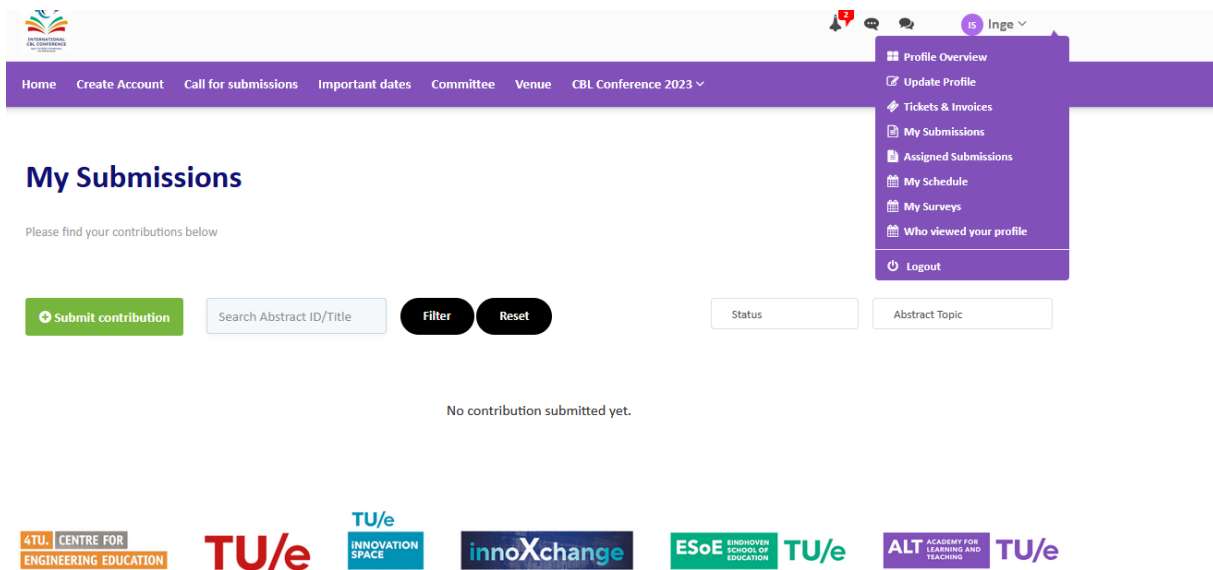 INTERNATIONAL
CBL CONFERENCE
2
IS Inge
Home Create Account Call for submissions Important dates Committee Venue CBL Conference 2023
Profile Overview
Update Profile
Tickets & Invoices
My Submissions
Assigned Submissions
My Schedule
My Surveys
Who viewed your profile
Logout
My Submissions
Please find your contributions below
Submit contribution Search Abstract ID/Title Filter Reset Status Abstract Topic
No contribution submitted yet.
4TU. CENTRE FOR
ENGINEERING EDUCATION
TU/e
TU/e
INNOVATION
SPACE
innoXchange
ESoE EINDHOVEN
SCHOOL OF
EDUCATION
TU/e
ALT ACADEMY FOR
LEARNING AND
TEACHING
TU/e